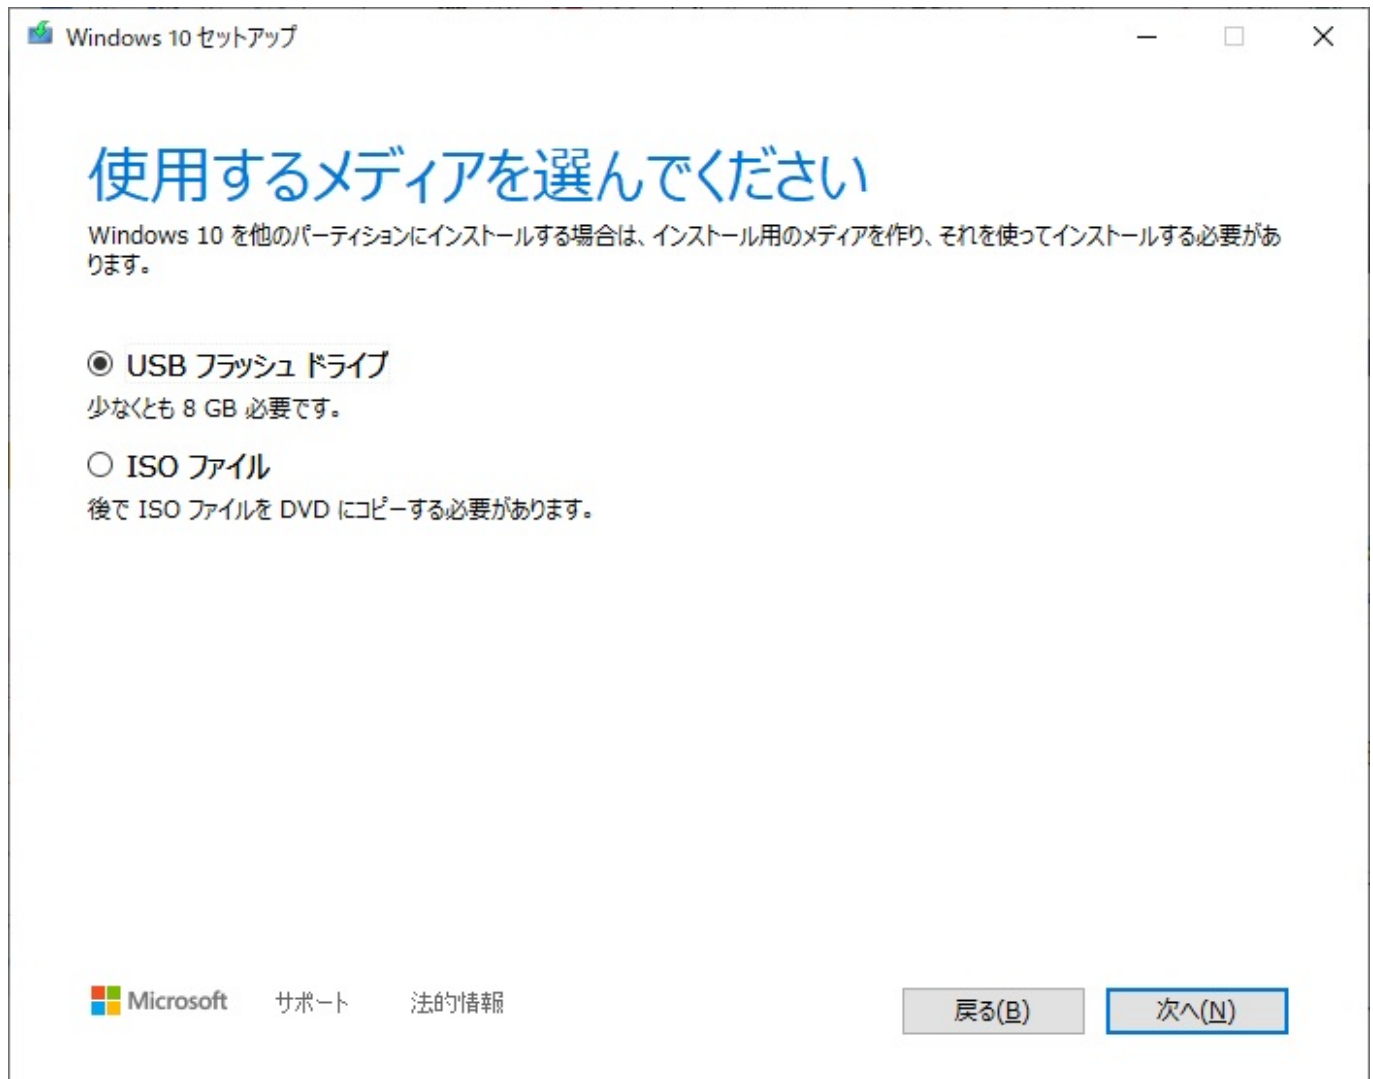 Windows 10 セットアップ
使用するメディアを選んでください
Windows 10 を他のパーティションにインストールする場合は、インストール用のメディアを作り、それを使ってインストールする必要があ
ります。
USB フラッシュ ドライブ
少なくとも 8 GB 必要です。
ISO ファイル
後で ISO ファイルを DVD にコピーする必要があります。
Microsoft サポート 法的情報 戻る(B) 次へ(N)